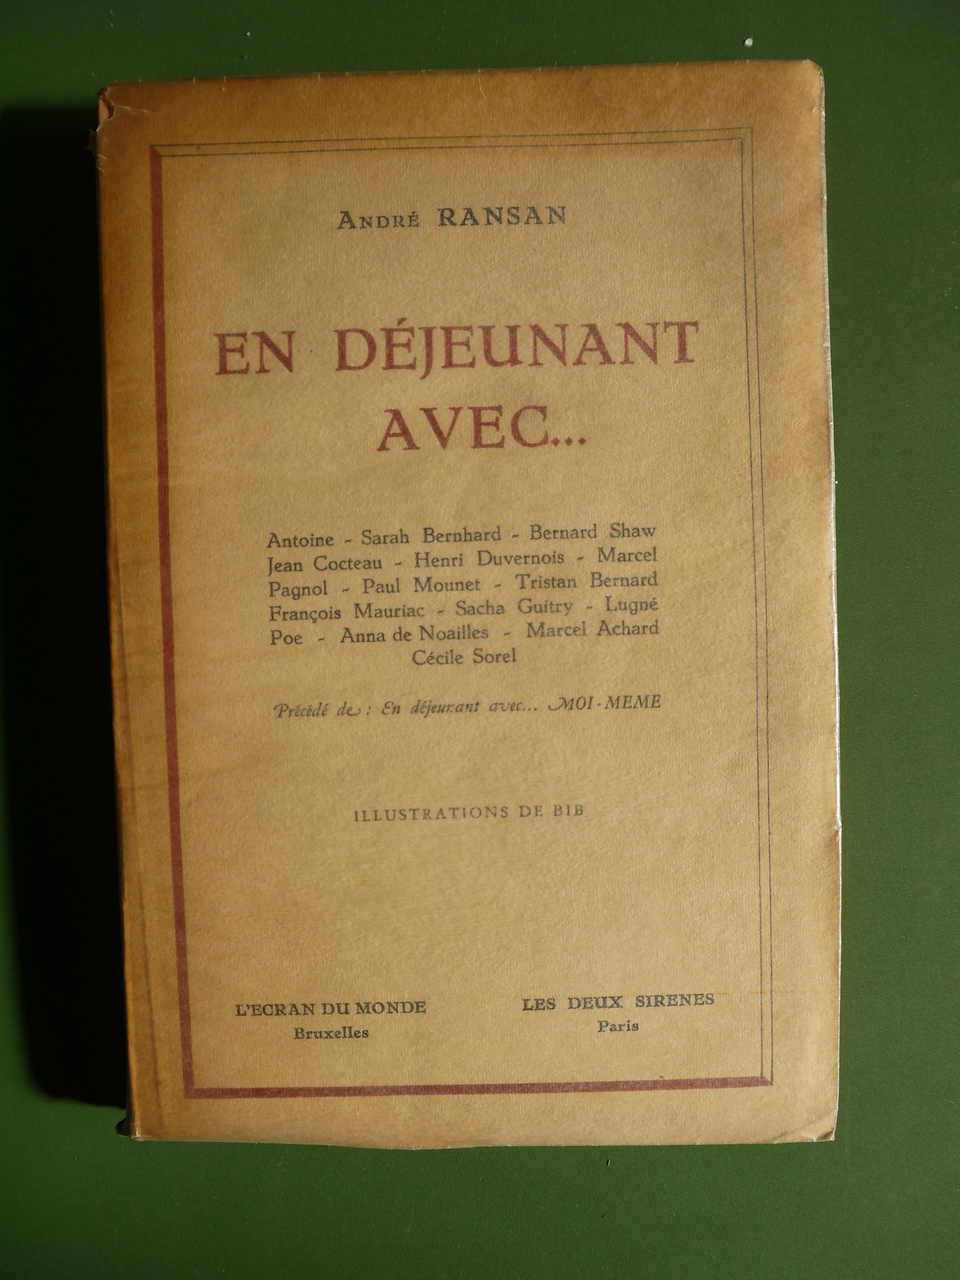 ANDRÉ RANSAN
EN DÉJEUNANT
AVEC...
Antoine - Sarah Bernhard - Bernard Shaw
Jean Cocteau - Henri Duvernois - Marcel
Pagnol - Paul Mounet - Tristan Bernard
François Mauriac - Sacha Guitry - Lugné
Poe - Anna de Noailles - Marcel Achard
Cécile Sorel
Précédé de : En déjeunant avec... MOI-MEME
ILLUSTRATIONS DE BIB
L'ECRAN DU MONDE
Bruxelles
LES DEUX SIRENES
Paris